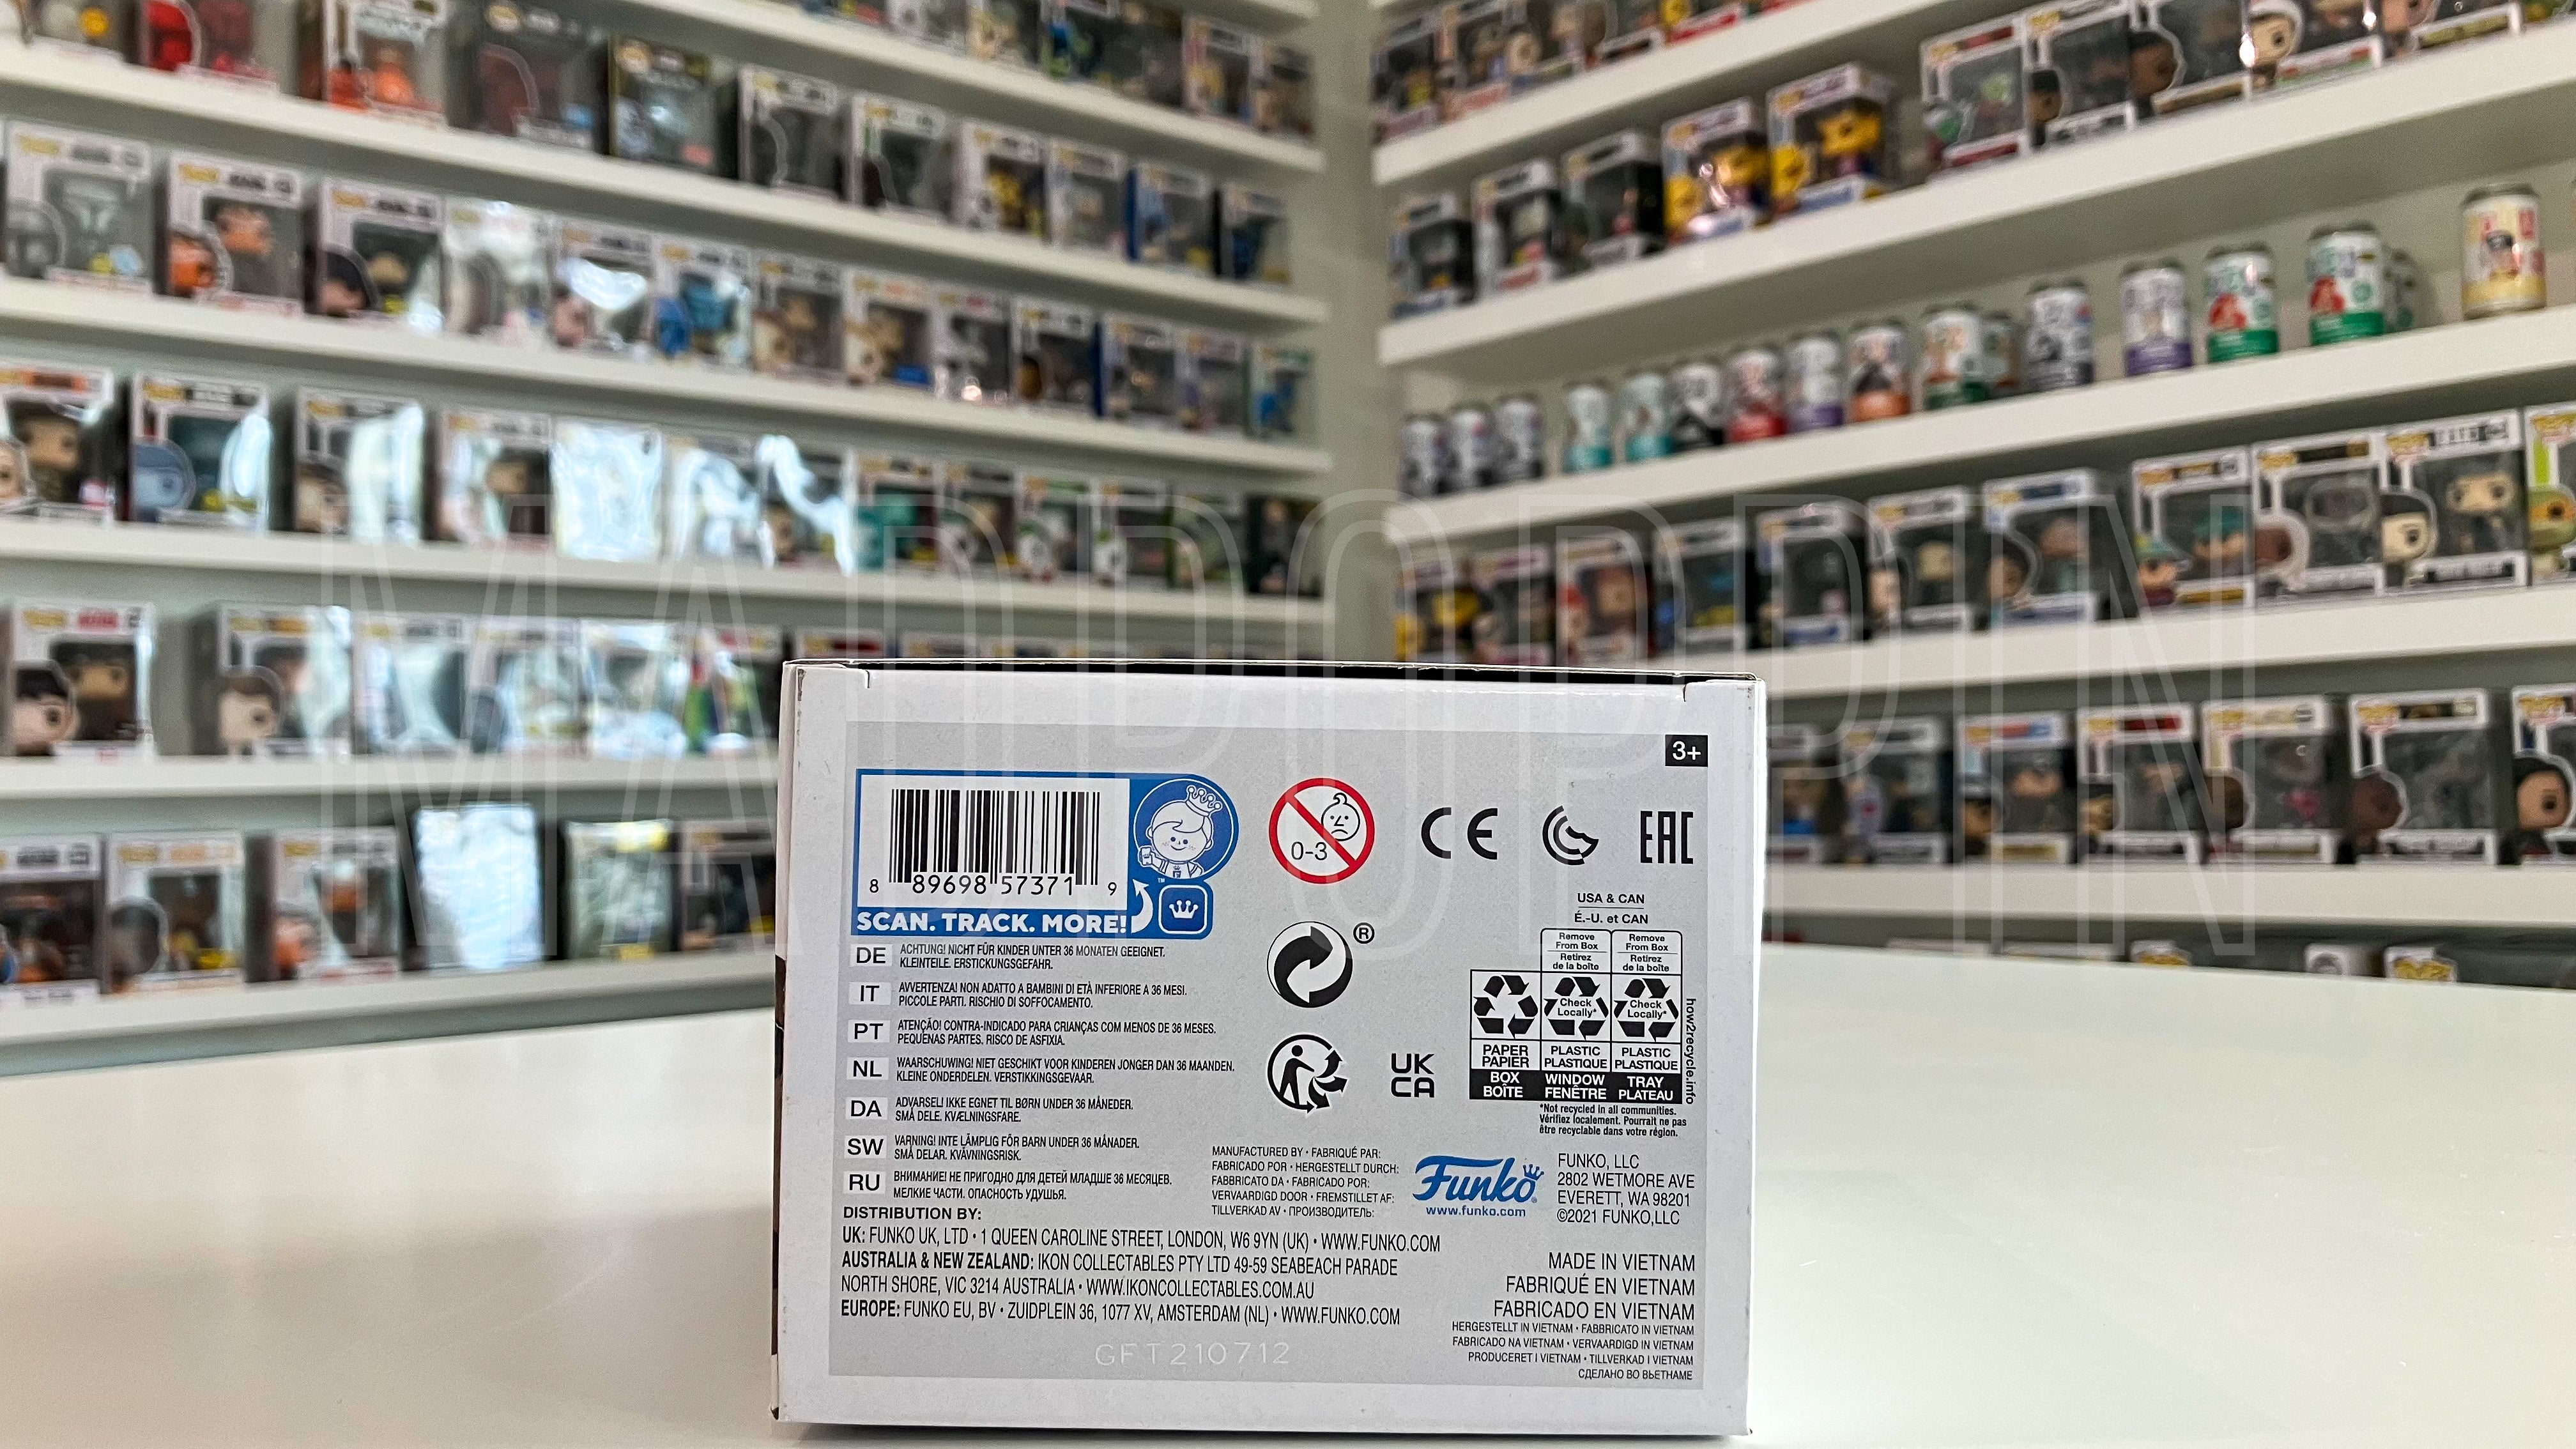 MADDPOPPIN
3+
8 89698 57371 9
SCAN. TRACK. MORE!
™
0-3
CE
EAC
USA & CAN
É.-U. et CAN
®
Remove
From Box
Retirez
de la boîte
Remove
From Box
Retirez
de la boîte
Check
Locally*
Check
Locally*
PAPER
PAPIER
PLASTIC
PLASTIQUE
PLASTIC
PLASTIQUE
BOX
BOÎTE
WINDOW
FENÊTRE
TRAY
PLATEAU
how2recycle.info
*Not recycled in all communities.
Vérifiez localement. Pourrait ne pas
être recyclable dans votre région.
UK
CA
DE ACHTUNG! NICHT FÜR KINDER UNTER 36 MONATEN GEEIGNET.
KLEINTEILE. ERSTICKUNGSGEFAHR.
IT AVVERTENZA! NON ADATTO A BAMBINI DI ETÀ INFERIORE A 36 MESI.
PICCOLE PARTI. RISCHIO DI SOFFOCAMENTO.
PT ATENÇÃO! CONTRA-INDICADO PARA CRIANÇAS COM MENOS DE 36 MESES.
PEQUENAS PARTES. RISCO DE ASFIXIA.
NL WAARSCHUWING! NIET GESCHIKT VOOR KINDEREN JONGER DAN 36 MAANDEN.
KLEINE ONDERDELEN. VERSTIKKINGSGEVAAR.
DA ADVARSEL! IKKE EGNET TIL BØRN UNDER 36 MÅNEDER.
SMÅ DELE. KVÆLNINGSFARE.
SW VARNING! INTE LÄMPLIG FÖR BARN UNDER 36 MÅNADER.
SMÅ DELAR. KVÄVNINGSRISK.
RU ВНИМАНИЕ! НЕ ПРИГОДНО ДЛЯ ДЕТЕЙ МЛАДШЕ 36 МЕСЯЦЕВ.
МЕЛКИЕ ЧАСТИ. ОПАСНОСТЬ УДУШЬЯ.
MANUFACTURED BY • FABRIQUÉ PAR:
FABRICADO POR • HERGESTELLT DURCH:
FABBRICATO DA • FABRICADO POR:
VERVAARDIGD DOOR • FREMSTILLET AF:
TILLVERKAD AV • ПРОИЗВОДИТЕЛЬ:
Funko
www.funko.com
FUNKO, LLC
2802 WETMORE AVE
EVERETT, WA 98201
©2021 FUNKO,LLC
DISTRIBUTION BY:
UK: FUNKO UK, LTD • 1 QUEEN CAROLINE STREET, LONDON, W6 9YN (UK) • WWW.FUNKO.COM
AUSTRALIA & NEW ZEALAND: IKON COLLECTABLES PTY LTD 49-59 SEABEACH PARADE
NORTH SHORE, VIC 3214 AUSTRALIA • WWW.IKONCOLLECTABLES.COM.AU
EUROPE: FUNKO EU, BV • ZUIDPLEIN 36, 1077 XV, AMSTERDAM (NL) • WWW.FUNKO.COM
MADE IN VIETNAM
FABRIQUÉ EN VIETNAM
FABRICADO EN VIETNAM
HERGESTELLT IN VIETNAM • FABBRICATO IN VIETNAM
FABRICADO NA VIETNAM • VERVAARDIGD IN VIETNAM
PRODUCERET I VIETNAM • TILLVERKAD I VIETNAM
СДЕЛАНО ВО ВЬЕТНАМЕ
GFT210712